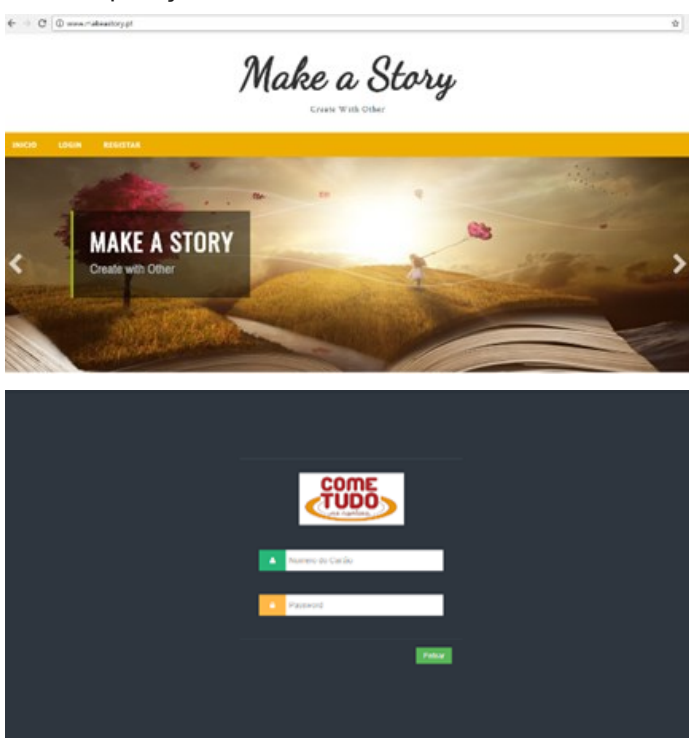 www.makeastory.pt
Make a Story
Create With Other
INICIO LOGIN REGISTAR
MAKE A STORY
Create with Other
COME
TUDO
Numero do Cartão
Password